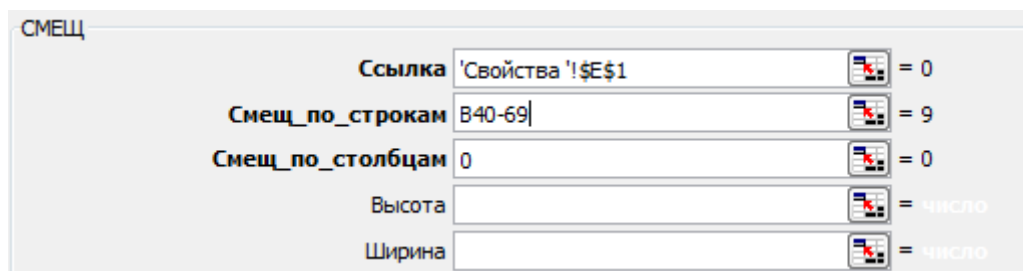 СМЕЩ
Ссылка 'Свойства '!$E$1 = 0
Смещ_по_строкам B40-69 = 9
Смещ_по_столбцам 0 = 0
Высота = число
Ширина = число